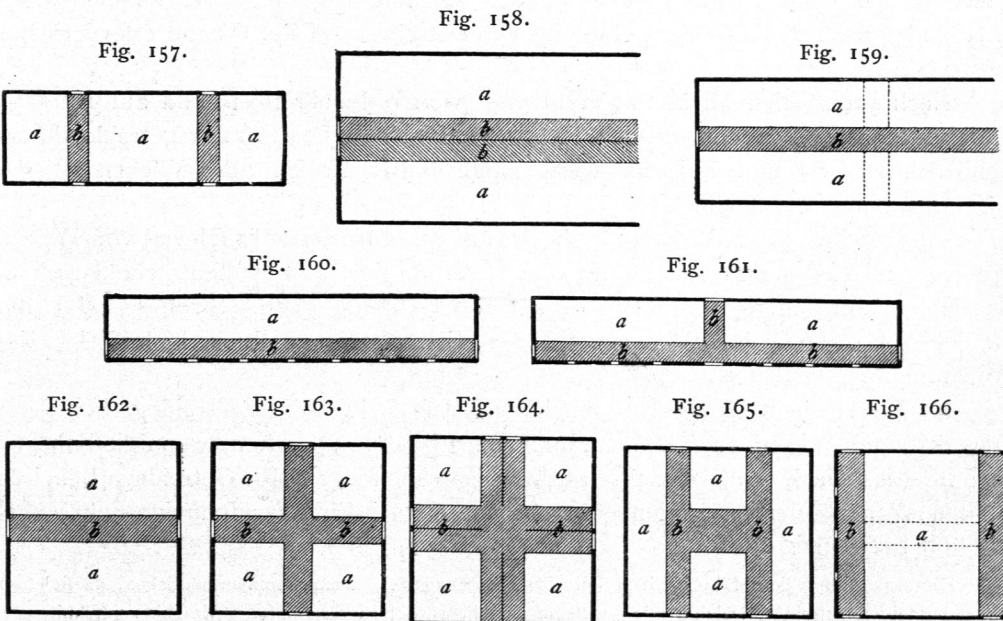 Fig. 158.
Fig. 157.
Fig. 159.
a b a b a
a
b
b
a
a
b
a
Fig. 160.
Fig. 161.
a
b
a b a
b b
Fig. 162.
Fig. 163.
Fig. 164.
Fig. 165.
Fig. 166.
a
b
a
a a
b b
a a
a a
b b
a a
a
a b b a
a
b a b